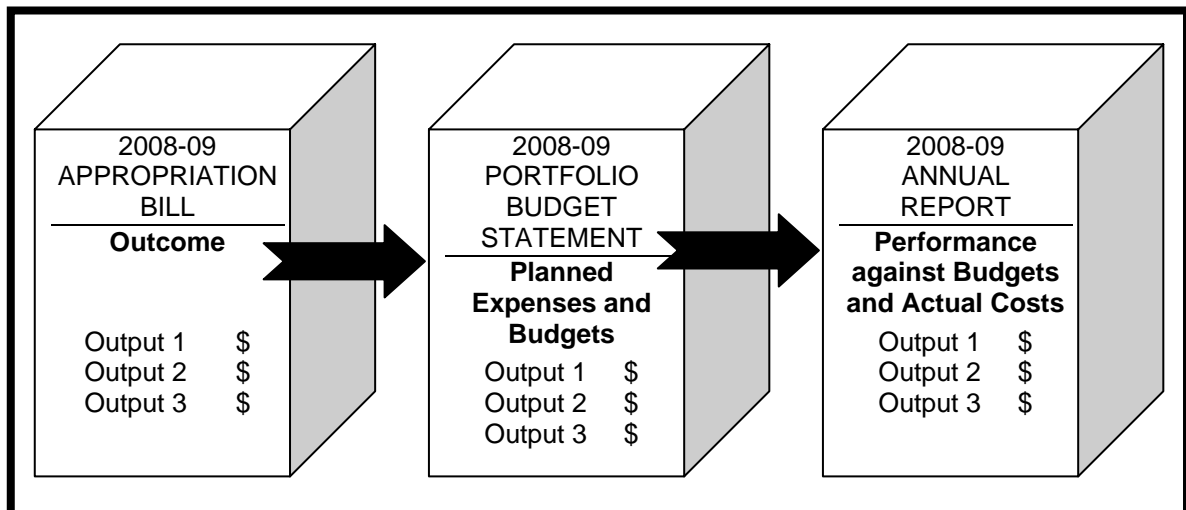 2008-09
APPROPRIATION
BILL
Outcome
Output 1 $
Output 2 $
Output 3 $
2008-09
PORTFOLIO
BUDGET
STATEMENT
Planned
Expenses and
Budgets
Output 1 $
Output 2 $
Output 3 $
2008-09
ANNUAL
REPORT
Performance
against Budgets
and Actual Costs
Output 1 $
Output 2 $
Output 3 $